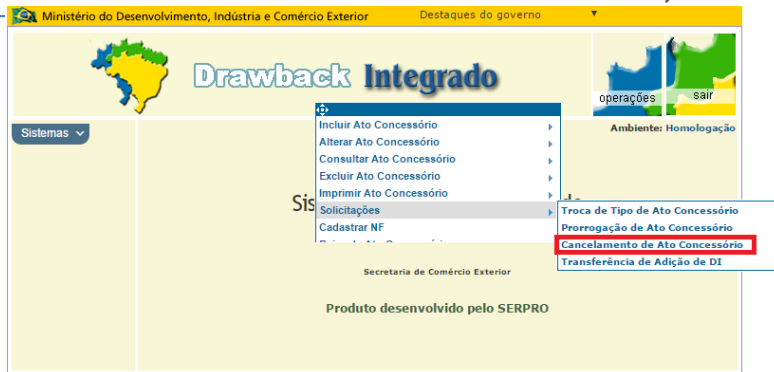 Ministério do Desenvolvimento, Indústria e Comércio Exterior
Destaques do governo
Drawback Integrado
operações
sair
Sistemas
Ambiente: Homologação
Incluir Ato Concessório
Alterar Ato Concessório
Consultar Ato Concessório
Excluir Ato Concessório
Imprimir Ato Concessório
Sis
Solicitações
Troca de Tipo de Ato Concessório
Cadastrar NF
Prorrogação de Ato Concessório
Cancelamento de Ato Concessório
Transferência de Adição de DI
Secretaria de Comércio Exterior
Produto desenvolvido pelo SERPRO